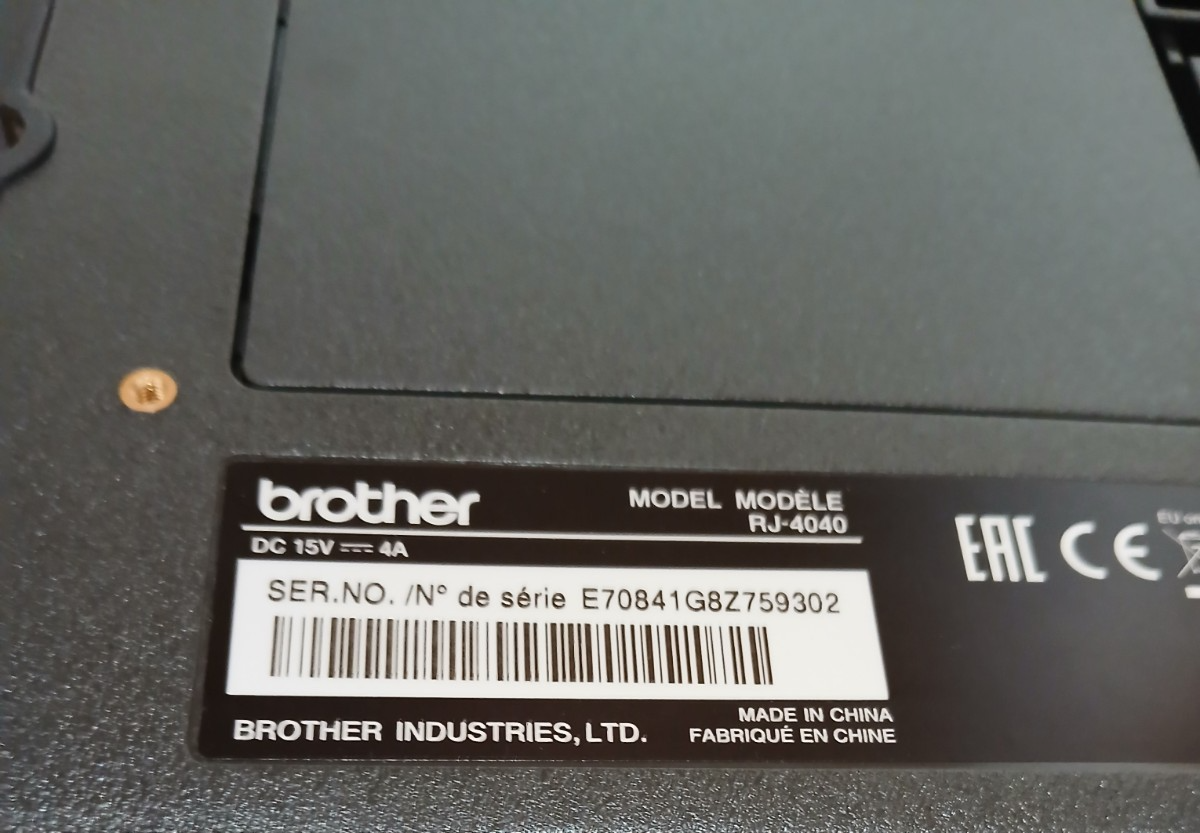 brother
MODEL MODÈLE
RJ-4040
DC 15V ⎓ 4A
SER.NO. /N° de série E70841G8Z759302
BROTHER INDUSTRIES, LTD.
MADE IN CHINA
FABRIQUÉ EN CHINE
EAC CE